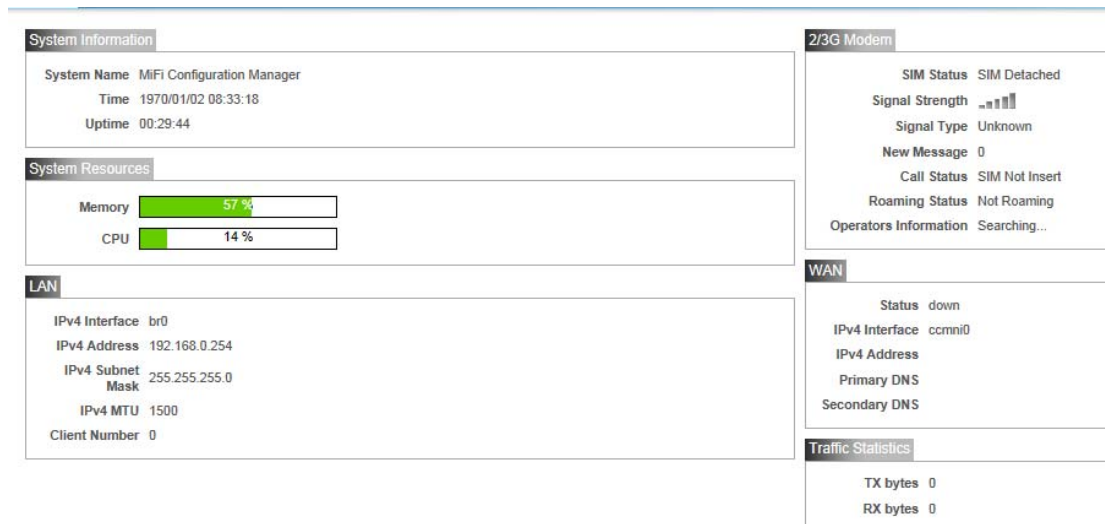 System Information
System Name MiFi Configuration Manager
Time 1970/01/02 08:33:18
Uptime 00:29:44
System Resources
Memory 57 %
CPU 14 %
LAN
IPv4 Interface br0
IPv4 Address 192.168.0.254
IPv4 Subnet
Mask 255.255.255.0
IPv4 MTU 1500
Client Number 0
2/3G Modem
SIM Status SIM Detached
Signal Strength
Signal Type Unknown
New Message 0
Call Status SIM Not Insert
Roaming Status Not Roaming
Operators Information Searching...
WAN
Status down
IPv4 Interface ccmni0
IPv4 Address
Primary DNS
Secondary DNS
Traffic Statistics
TX bytes 0
RX bytes 0